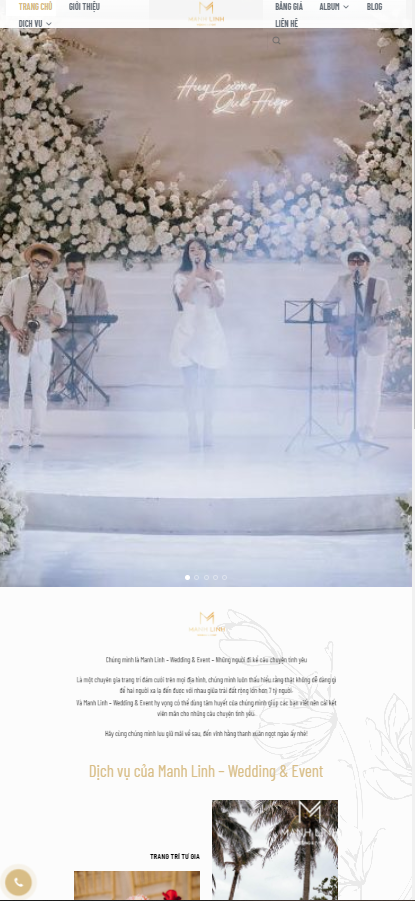 TRANG CHỦ GIỚI THIỆU
DỊCH VỤ
MANH LINH
BẢNG GIÁ ALBUM BLOG
LIÊN HỆ
Huy Cường
Quý Hiệp
MANH LINH
Chúng mình là Manh Linh – Wedding & Event – Những người đi kể câu chuyện tình yêu
Là một chuyên gia trang trí đám cưới trên mọi địa hình, chúng mình luôn thấu hiểu rằng thật không dễ dàng gì
để hai người xa lạ đến được với nhau giữa trái đất rộng lớn hơn 7 tỷ người.
Và Manh Linh – Wedding & Event hy vọng có thể dùng tâm huyết của chúng mình giúp các bạn viết nên cái kết
viên mãn cho những câu chuyện tình yêu.
Hãy cùng chúng mình lưu giữ mãi về sau, đến vĩnh hằng thanh xuân ngọt ngào ấy nhé!
Dịch vụ của Manh Linh – Wedding & Event
MANH LINH
TRANG TRÍ TƯ GIA